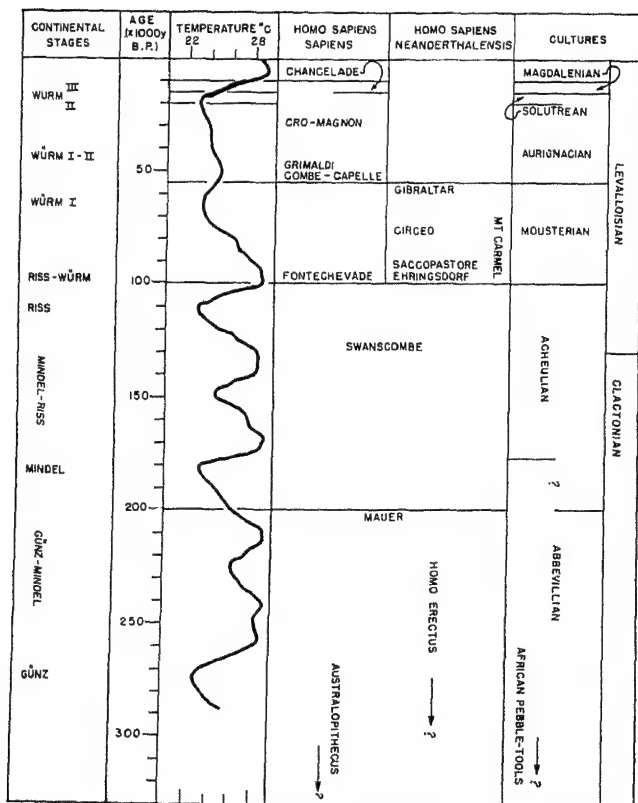 CONTINENTAL STAGES
AGE (x1000y B.P.)
TEMPERATURE °C
22 28
HOMO SAPIENS SAPIENS
HOMO SAPIENS NEANDERTHALENSIS
CULTURES
CHANCELADE
MAGDALENIAN
WÜRM III
II
SOLUTREAN
CRO-MAGNON
WÜRM I-II
AURIGNACIAN
50
GRIMALDI
COMBE-CAPELLE
GIBRALTAR
WÜRM I
CIRCEO
MT CARMEL
MOUSTERIAN
LEVALLOISIAN
SACCOPASTORE
EHRINGSDORF
RISS-WÜRM
100
FONTECHEVADE
RISS
SWANSCOMBE
ACHEULIAN
MINDEL-RISS
150
CLACTONIAN
MINDEL
?
200
MAUER
GÜNZ-MINDEL
ABBEVILLIAN
HOMO ERECTUS
?
250
GÜNZ
AUSTRALOPITHECUS
?
AFRICAN PEBBLE-TOOLS
?
300